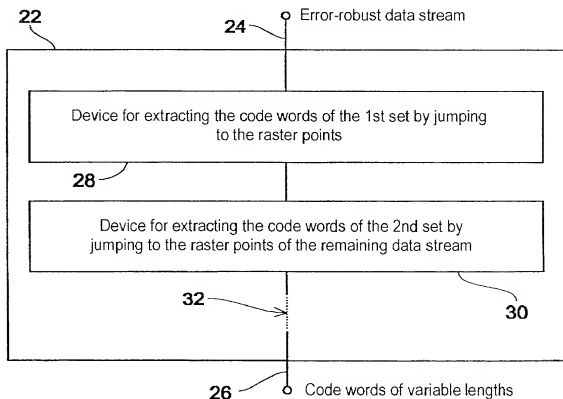 Error-robust data stream
22
24
Device for extracting the code words of the 1st set by jumping
to the raster points
28
Device for extracting the code words of the 2nd set by
jumping to the raster points of the remaining data stream
32
30
26
Code words of variable lengths